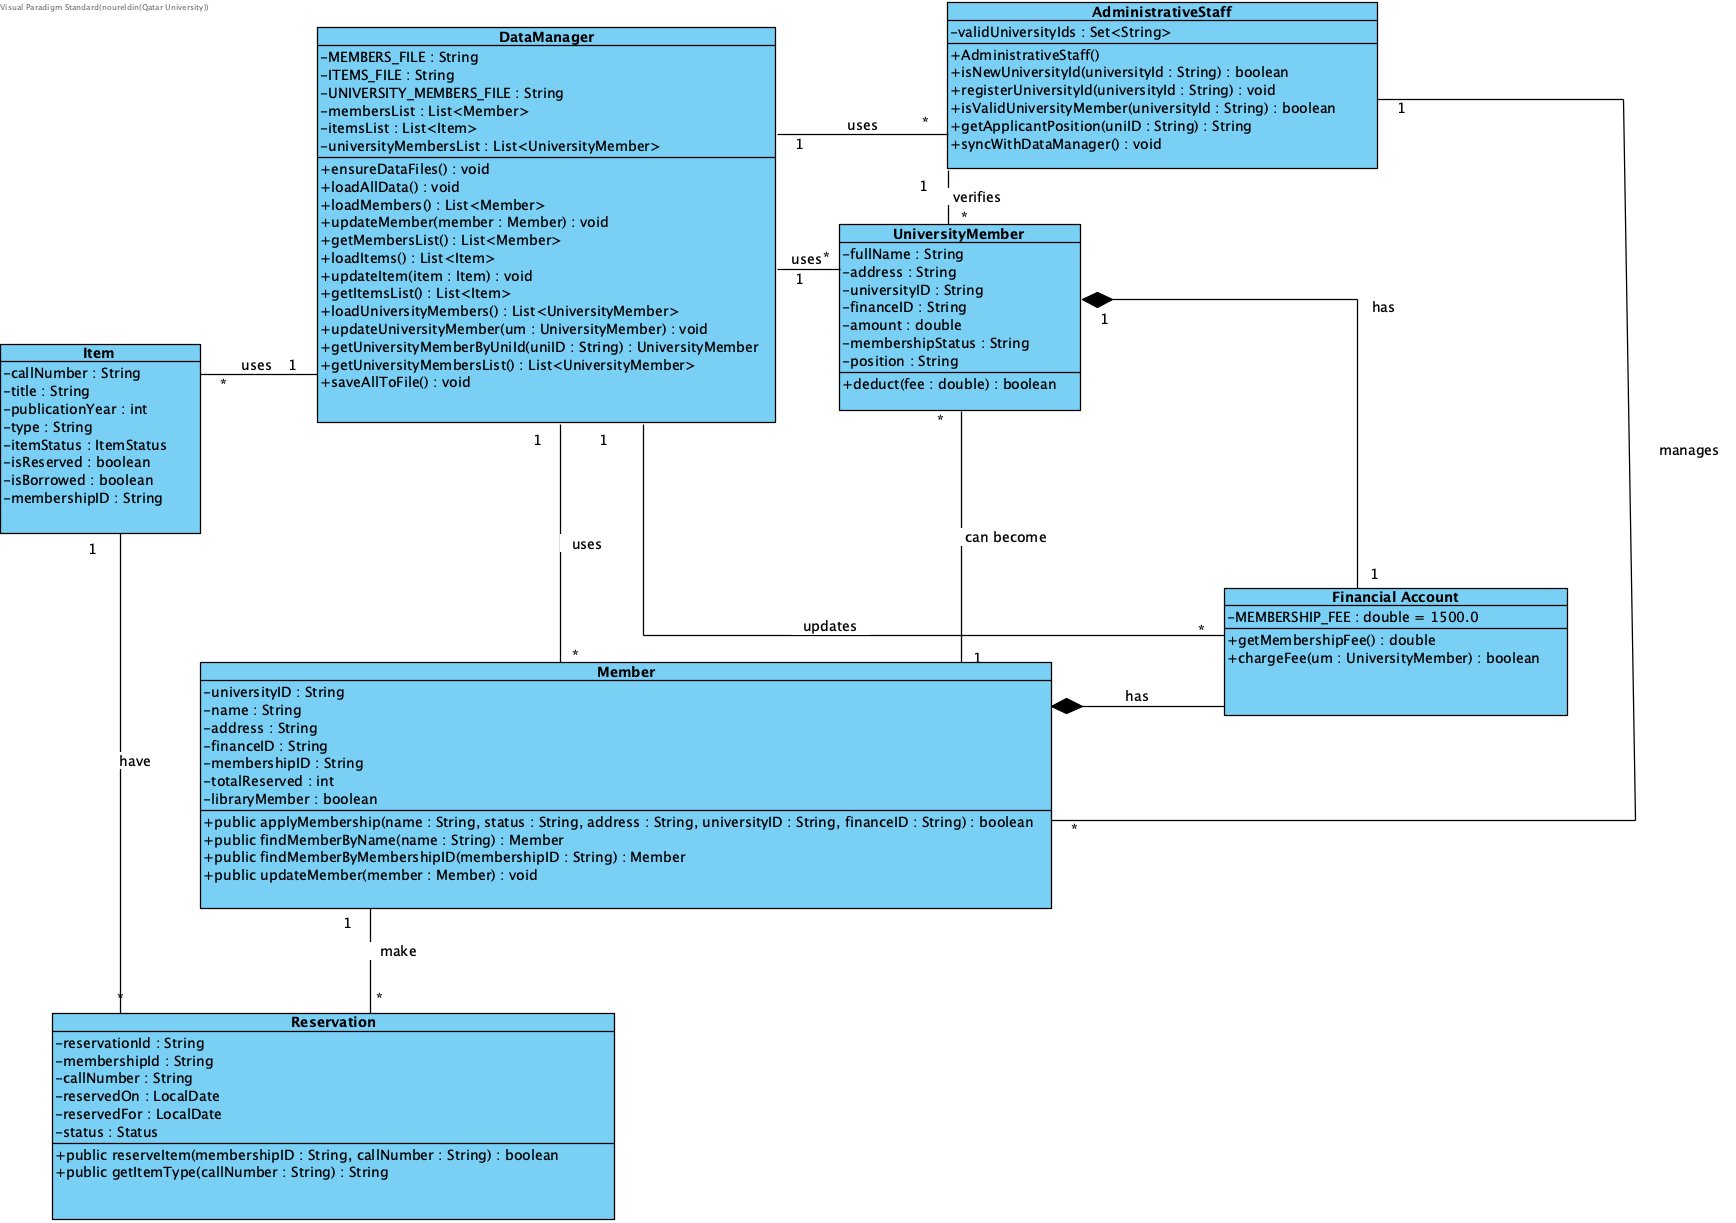 Visual Paradigm Standard(noureldin(Qatar University))
DataManager
-MEMBERS_FILE : String
-ITEMS_FILE : String
-UNIVERSITY_MEMBERS_FILE : String
-membersList : List<Member>
-itemsList : List<Item>
-universityMembersList : List<UniversityMember>
+ensureDataFiles() : void
+loadAllData() : void
+loadMembers() : List<Member>
+updateMember(member : Member) : void
+getMembersList() : List<Member>
+loadItems() : List<Item>
+updateItem(item : Item) : void
+getItemsList() : List<Item>
+loadUniversityMembers() : List<UniversityMember>
+updateUniversityMember(um : UniversityMember) : void
+getUniversityMemberByUniId(uniID : String) : UniversityMember
+getUniversityMembersList() : List<UniversityMember>
+saveAllToFile() : void
AdministrativeStaff
-validUniversityIds : Set<String>
+AdministrativeStaff()
+isNewUniversityId(universityId : String) : boolean
+registerUniversityId(universityId : String) : void
+isValidUniversityMember(universityId : String) : boolean
+getApplicantPosition(uniID : String) : String
+syncWithDataManager() : void
uses
*
1
1
1
verifies
*
UniversityMember
-fullName : String
-address : String
-universityID : String
-financeID : String
-amount : double
-membershipStatus : String
-position : String
+deduct(fee : double) : boolean
uses
*
1
1
has
1
manages
Item
-callNumber : String
-title : String
-publicationYear : int
-type : String
-itemStatus : ItemStatus
-isReserved : boolean
-isBorrowed : boolean
-membershipID : String
uses
1
*
1
1
*
1
uses
can become
Financial Account
-MEMBERSHIP_FEE : double = 1500.0
+getMembershipFee() : double
+chargeFee(um : UniversityMember) : boolean
updates
*
*
1
has
Member
-universityID : String
-name : String
-address : String
-financeID : String
-membershipID : String
-totalReserved : int
-libraryMember : boolean
+public applyMembership(name : String, status : String, address : String, universityID : String, financeID : String) : boolean
+public findMemberByName(name : String) : Member
+public findMemberByMembershipID(membershipID : String) : Member
+public updateMember(member : Member) : void
*
have
1
make
*
*
Reservation
-reservationId : String
-membershipId : String
-callNumber : String
-reservedOn : LocalDate
-reservedFor : LocalDate
-status : Status
+public reserveItem(membershipID : String, callNumber : String) : boolean
+public getItemType(callNumber : String) : String